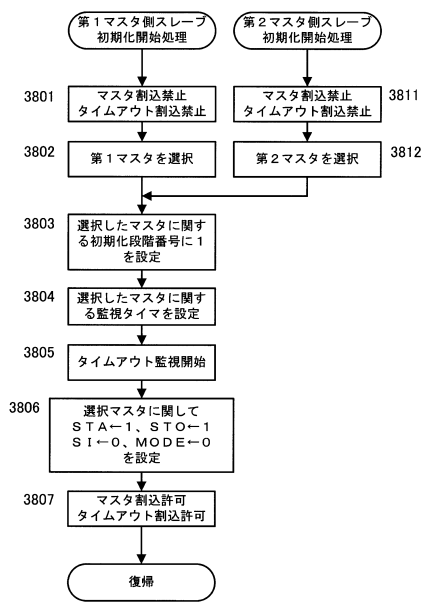 第１マスタ側スレーブ
初期化開始処理
第２マスタ側スレーブ
初期化開始処理
3801
マスタ割込禁止
タイムアウト割込禁止
マスタ割込禁止
タイムアウト割込禁止
3811
3802
第１マスタを選択
第２マスタを選択
3812
3803
選択したマスタに関す
る初期化段階番号に１
を設定
3804
選択したマスタに関す
る監視タイマを設定
3805
タイムアウト監視開始
3806
選択マスタに関して
ＳＴＡ←１、ＳＴＯ←１
ＳＩ←０、ＭＯＤＥ←０
を設定
3807
マスタ割込許可
タイムアウト割込許可
復帰